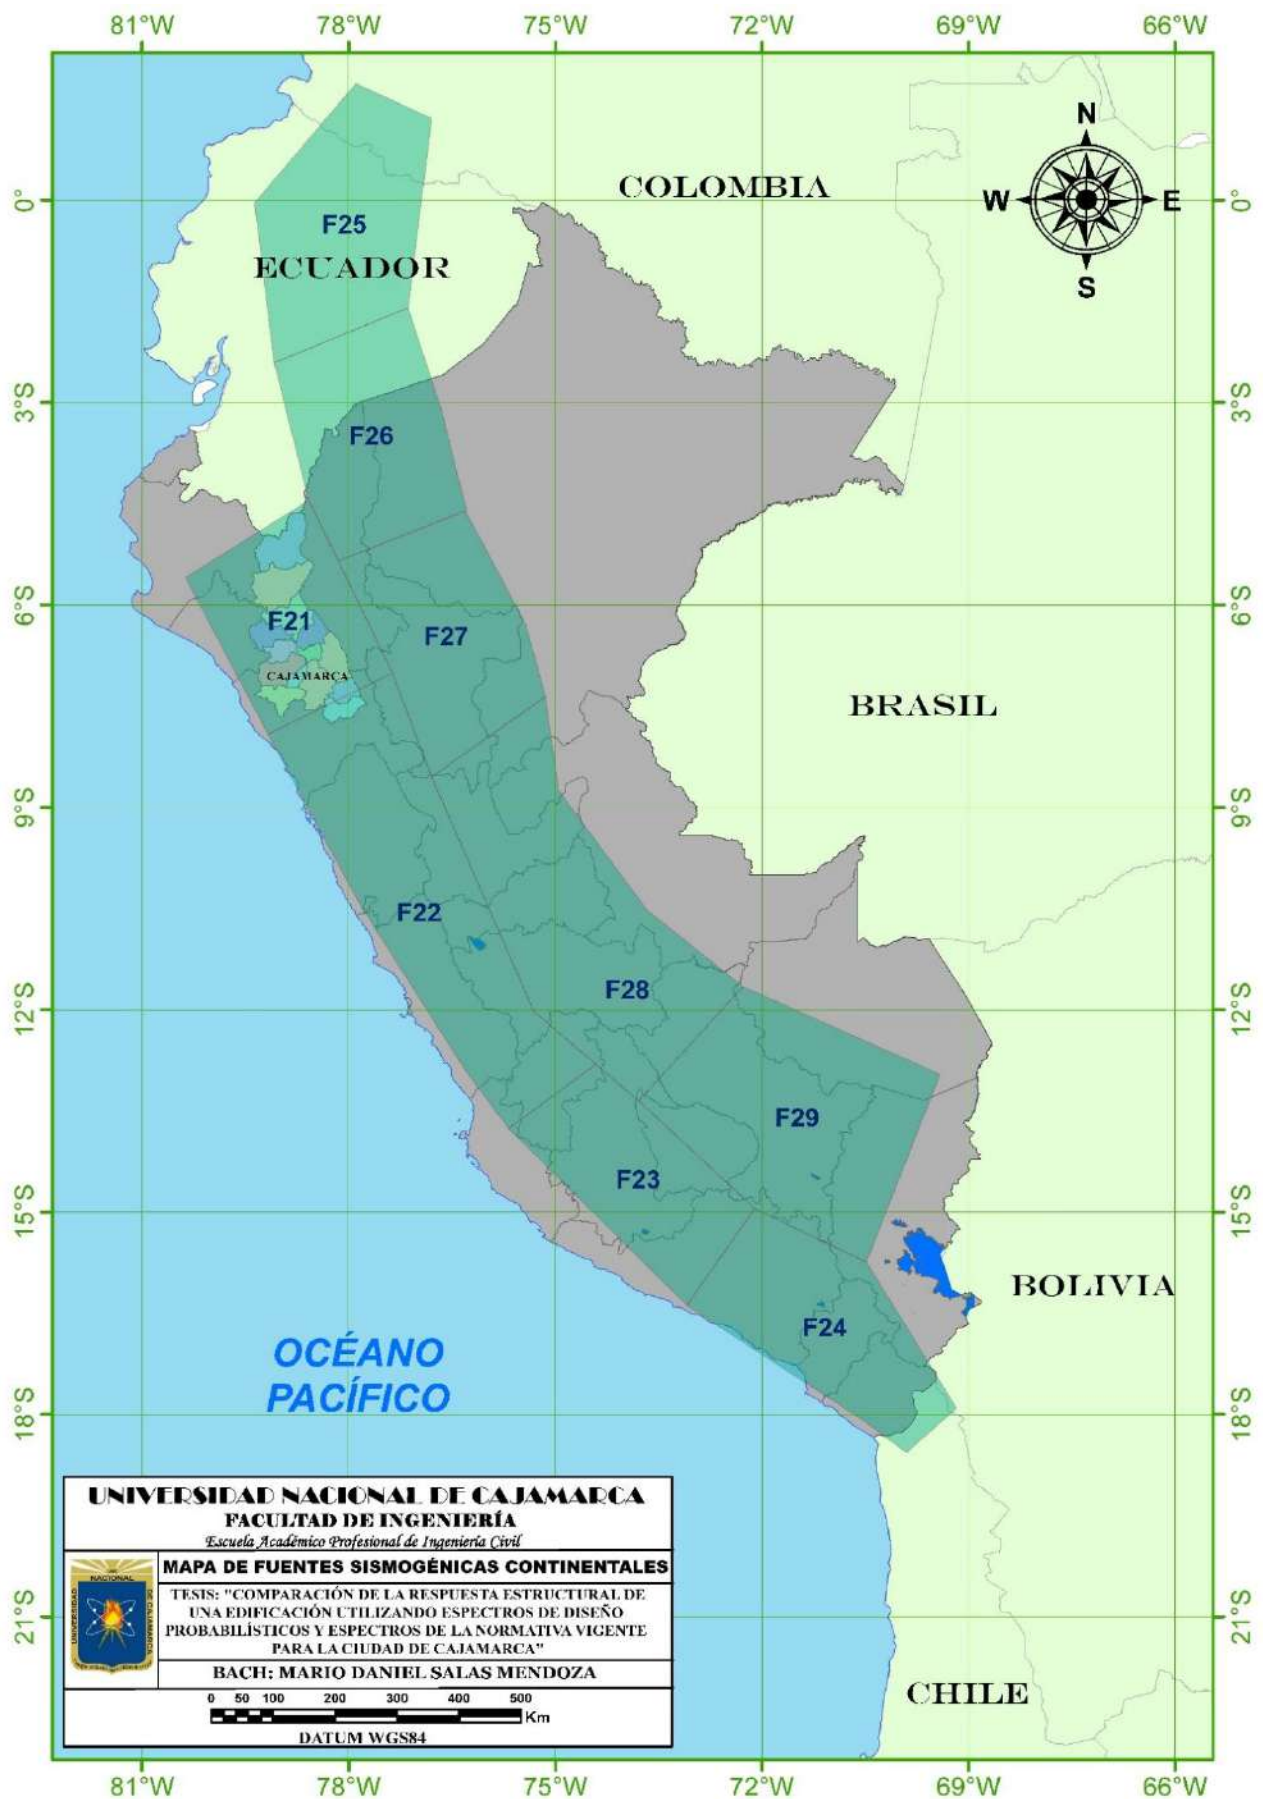 81°W 78°W 75°W 72°W 69°W 66°W
N
W E
S
COLOMBIA
0° 0°
F25
ECUADOR
3°S 3°S
F26
6°S 6°S
F21
F27
CAJAMARCA
BRASIL
9°S 9°S
F22
F28
12°S 12°S
F29
F23
15°S 15°S
BOLIVIA
F24
OCÉANO
PACÍFICO
18°S 18°S
UNIVERSIDAD NACIONAL DE CAJAMARCA
FACULTAD DE INGENIERÍA
Escuela Académico Profesional de Ingeniería Civil
MAPA DE FUENTES SISMOGÉNICAS CONTINENTALES
NACIONAL
UNIVERSIDAD
DE CAJAMARCA
TESIS: "COMPARACIÓN DE LA RESPUESTA ESTRUCTURAL DE
UNA EDIFICACIÓN UTILIZANDO ESPECTROS DE DISEÑO
PROBABILÍSTICOS Y ESPECTROS DE LA NORMATIVA VIGENTE
PARA LA CIUDAD DE CAJAMARCA"
21°S 21°S
BACH: MARIO DANIEL SALAS MENDOZA
CHILE
0 50 100 200 300 400 500
Km
DATUM WGS84
81°W 78°W 75°W 72°W 69°W 66°W